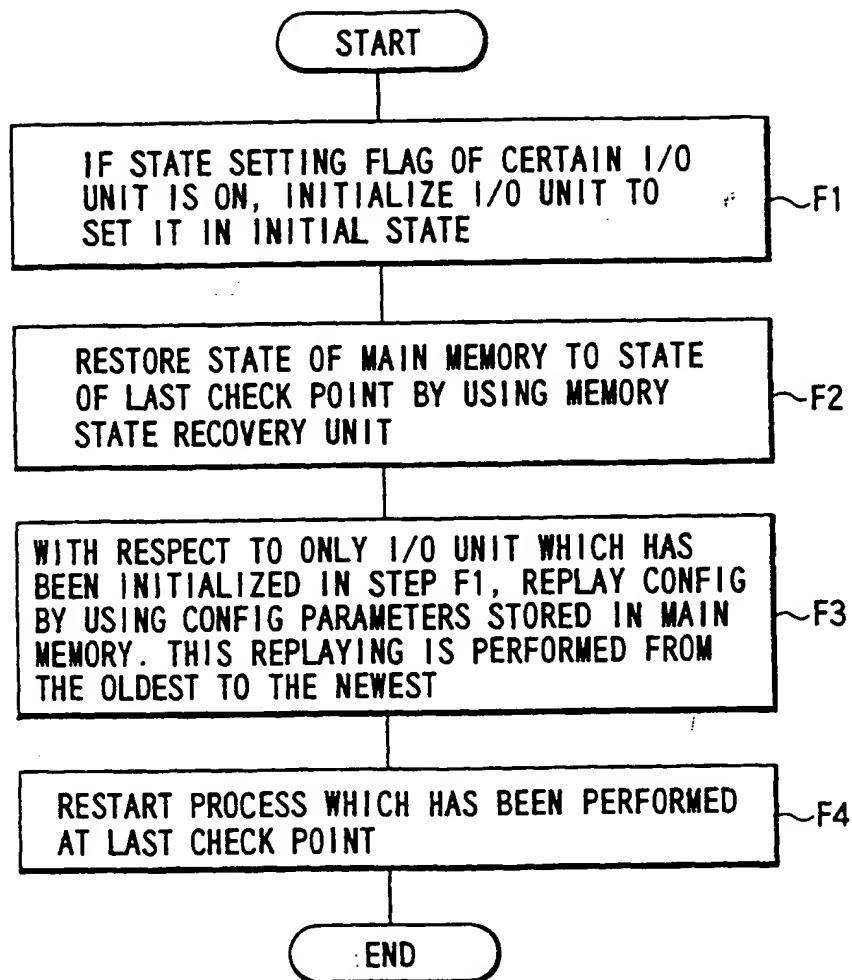 START
IF STATE SETTING FLAG OF CERTAIN I/O
UNIT IS ON, INITIALIZE I/O UNIT TO
SET IT IN INITIAL STATE
F1
RESTORE STATE OF MAIN MEMORY TO STATE
OF LAST CHECK POINT BY USING MEMORY
STATE RECOVERY UNIT
F2
WITH RESPECT TO ONLY I/O UNIT WHICH HAS
BEEN INITIALIZED IN STEP F1, REPLAY CONFIG
BY USING CONFIG PARAMETERS STORED IN MAIN
MEMORY. THIS REPLAYING IS PERFORMED FROM
THE OLDEST TO THE NEWEST
F3
RESTART PROCESS WHICH HAS BEEN PERFORMED
AT LAST CHECK POINT
F4
END